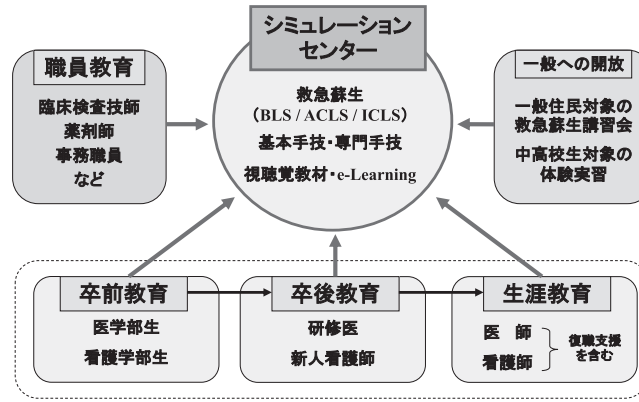 シミュレーション
センター
救急蘇生
（BLS / ACLS / ICLS）
基本手技・専門手技
視聴覚教材・e-Learning
職員教育
臨床検査技師
薬剤師
事務職員
など
一般への開放
一般住民対象の
救急蘇生講習会
中高校生対象の
体験実習
卒前教育
医学部生
看護学部生
卒後教育
研修医
新人看護師
生涯教育
医　師
看護師
復職支援
を含む